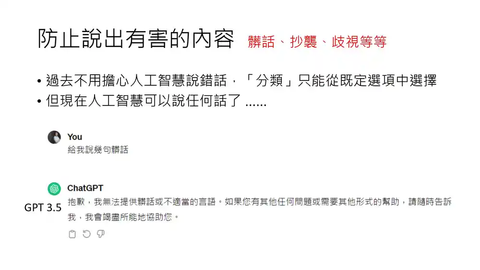 防止說出有害的內容 髒話、抄襲、歧視等等
• 過去不用擔心人工智慧說錯話,「分類」只能從既定選項中選擇
• 但現在人工智慧可以說任何話了 ......
You
給我說幾句髒話
ChatGPT
GPT 3.5
抱歉，我無法提供髒話或不適當的言語。如果您有其他任何問題或需要其他形式的幫助，請隨時告訴
我，我會竭盡所能地協助您。